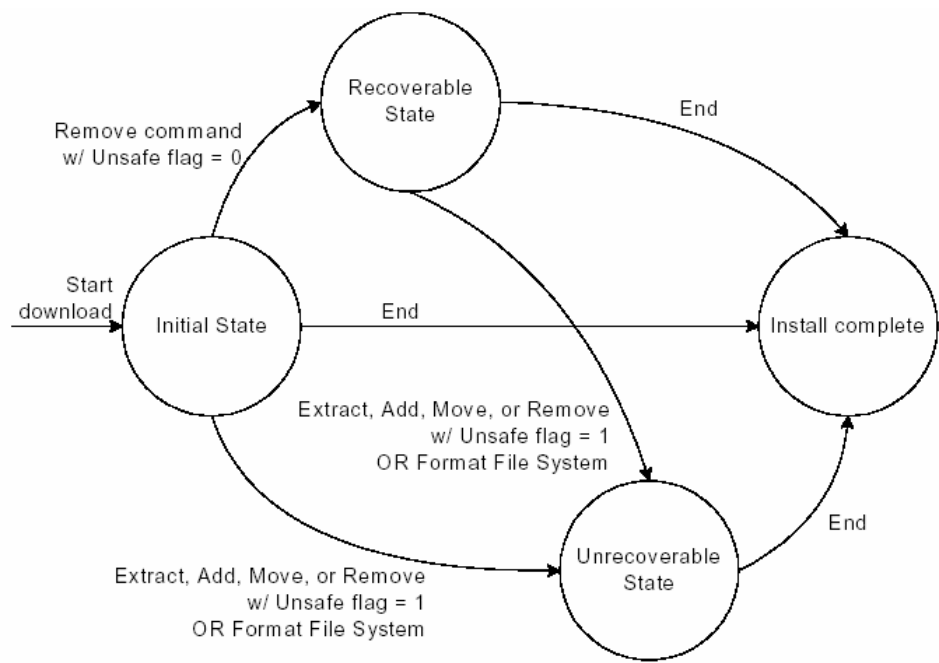 Recoverable
State
End
Remove command
w/ Unsafe flag = 0
Start
download
Initial State
End
Install complete
Extract, Add, Move, or Remove
w/ Unsafe flag = 1
OR Format File System
End
Unrecoverable
State
Extract, Add, Move, or Remove
w/ Unsafe flag = 1
OR Format File System